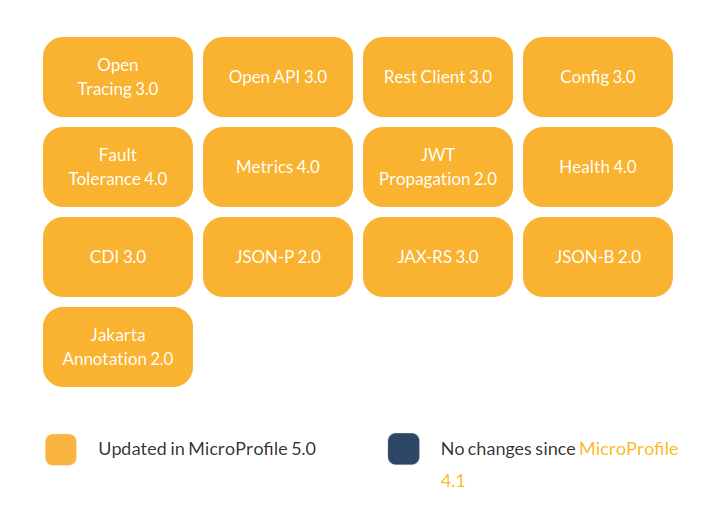 Open
Tracing 3.0
Open API 3.0
Rest Client 3.0
Config 3.0
Fault
Tolerance 4.0
Metrics 4.0
JWT
Propagation 2.0
Health 4.0
CDI 3.0
JSON-P 2.0
JAX-RS 3.0
JSON-B 2.0
Jakarta
Annotation 2.0
Updated in MicroProfile 5.0
No changes since MicroProfile
4.1